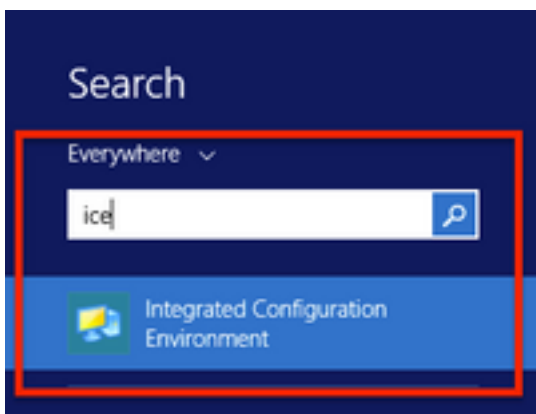 Search
Everywhere
ice
Integrated Configuration
Environment